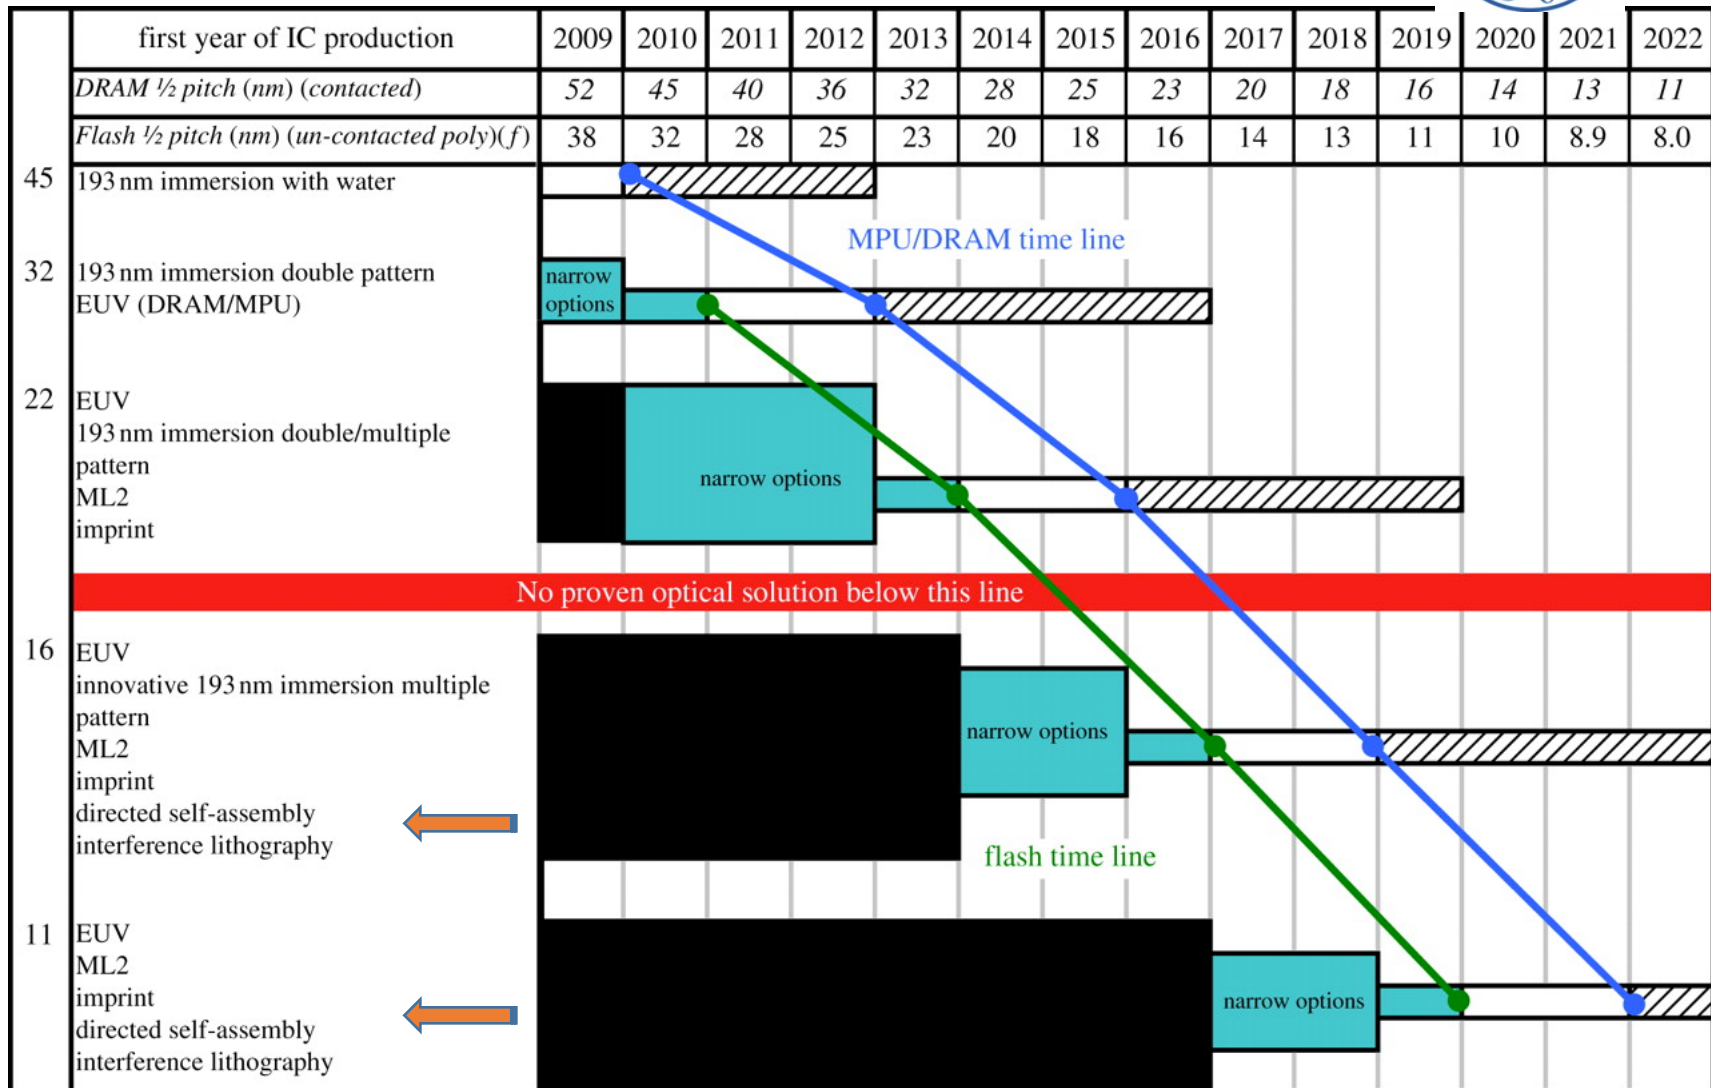 first year of IC production 2009 2010 2011 2012 2013 2014 2015 2016 2017 2018 2019 2020 2021 2022
DRAM ½ pitch (nm) (contacted) 52 45 40 36 32 28 25 23 20 18 16 14 13 11
Flash ½ pitch (nm) (un-contacted poly)(f) 38 32 28 25 23 20 18 16 14 13 11 10 8.9 8.0
45 193 nm immersion with water
MPU/DRAM time line
32 193 nm immersion double pattern
EUV (DRAM/MPU)
narrow
options
22 EUV
193 nm immersion double/multiple
pattern
ML2
imprint
narrow options
No proven optical solution below this line
16 EUV
innovative 193 nm immersion multiple
pattern
ML2
imprint
directed self-assembly
interference lithography
narrow options
flash time line
11 EUV
ML2
imprint
directed self-assembly
interference lithography
narrow options